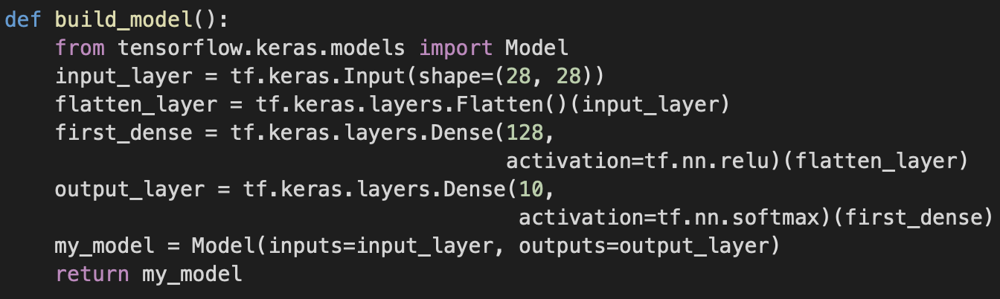 def build_model():
    from tensorflow.keras.models import Model
    input_layer = tf.keras.Input(shape=(28, 28))
    flatten_layer = tf.keras.layers.Flatten()(input_layer)
    first_dense = tf.keras.layers.Dense(128,
                                        activation=tf.nn.relu)(flatten_layer)
    output_layer = tf.keras.layers.Dense(10,
                                         activation=tf.nn.softmax)(first_dense)
    my_model = Model(inputs=input_layer, outputs=output_layer)
    return my_model